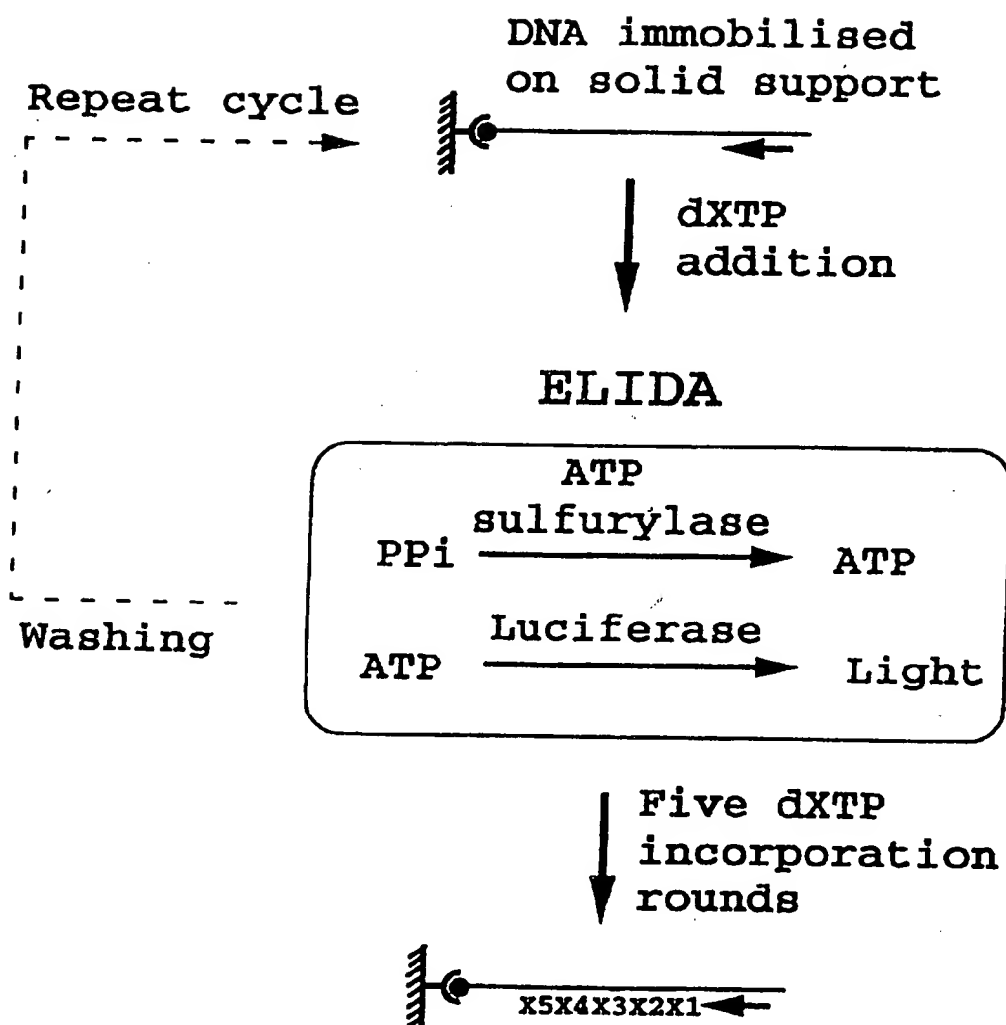 DNA immobilised
on solid support
Repeat cycle
dXTP
addition
ELIDA
ATP
sulfurylase
PPi
ATP
Washing
Luciferase
ATP
Light
Five dXTP
incorporation
rounds
X5X4X3X2X1